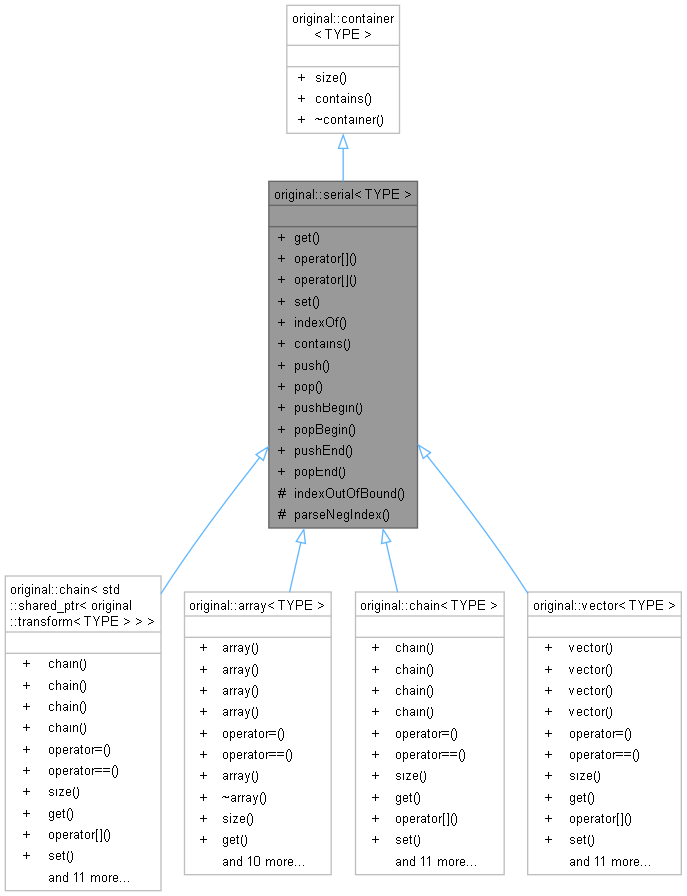 original::container
< TYPE >
+ size()
+ contains()
+ ~container()
original::serial< TYPE >
+ get()
+ operator[]()
+ operator[]()
+ set()
+ indexOf()
+ contains()
+ push()
+ pop()
+ pushBegin()
+ popBegin()
+ pushEnd()
+ popEnd()
# indexOutOfBound()
# parseNegIndex()
original::chain< std
::shared_ptr< original
::transform< TYPE > > >
+ chain()
+ chain()
+ chain()
+ chain()
+ operator=()
+ operator==()
+ size()
+ get()
+ operator[]()
+ set()
and 11 more...
original::array< TYPE >
+ array()
+ array()
+ array()
+ array()
+ operator=()
+ operator==()
+ array()
+ ~array()
+ size()
+ get()
and 10 more...
original::chain< TYPE >
+ chain()
+ chain()
+ chain()
+ chain()
+ operator=()
+ operator==()
+ size()
+ get()
+ operator[]()
+ set()
and 11 more...
original::vector< TYPE >
+ vector()
+ vector()
+ vector()
+ vector()
+ operator=()
+ operator==()
+ size()
+ get()
+ operator[]()
+ set()
and 11 more...